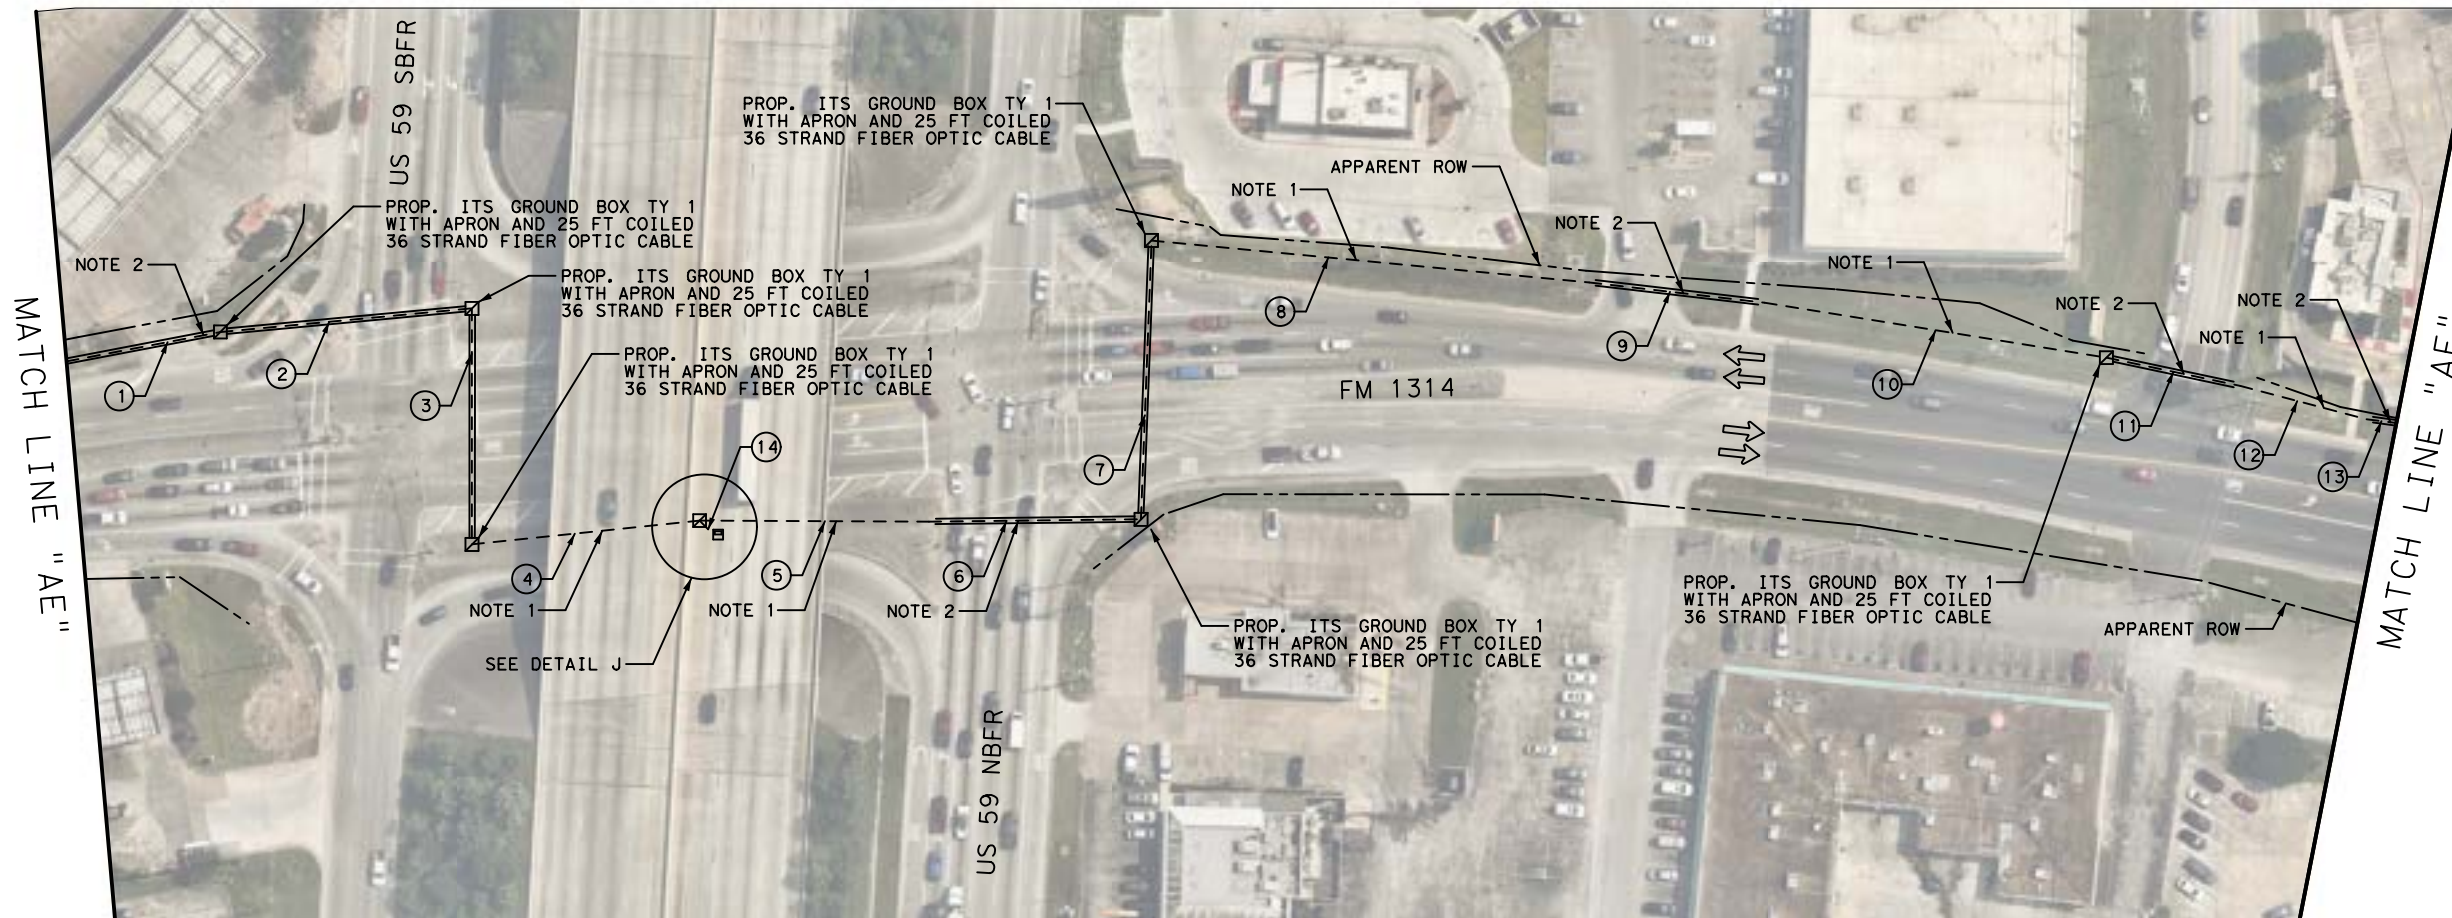 US 59 SBFR
PROP. ITS GROUND BOX TY 1
WITH APRON AND 25 FT COILED
36 STRAND FIBER OPTIC CABLE
APPARENT ROW
NOTE 1
PROP. ITS GROUND BOX TY 1
WITH APRON AND 25 FT COILED
36 STRAND FIBER OPTIC CABLE
NOTE 2
NOTE 2
PROP. ITS GROUND BOX TY 1
WITH APRON AND 25 FT COILED
36 STRAND FIBER OPTIC CABLE
NOTE 1
NOTE 2
NOTE 2
NOTE 1
MATCH LINE "AE"
PROP. ITS GROUND BOX TY 1
WITH APRON AND 25 FT COILED
36 STRAND FIBER OPTIC CABLE
FM 1314
1
2
3
14
7
8
9
10
11
12
13
MATCH LINE "AF"
4
5
6
NOTE 1
NOTE 1
NOTE 2
PROP. ITS GROUND BOX TY 1
WITH APRON AND 25 FT COILED
36 STRAND FIBER OPTIC CABLE
PROP. ITS GROUND BOX TY 1
WITH APRON AND 25 FT COILED
36 STRAND FIBER OPTIC CABLE
APPARENT ROW
SEE DETAIL J
US 59 NBFR